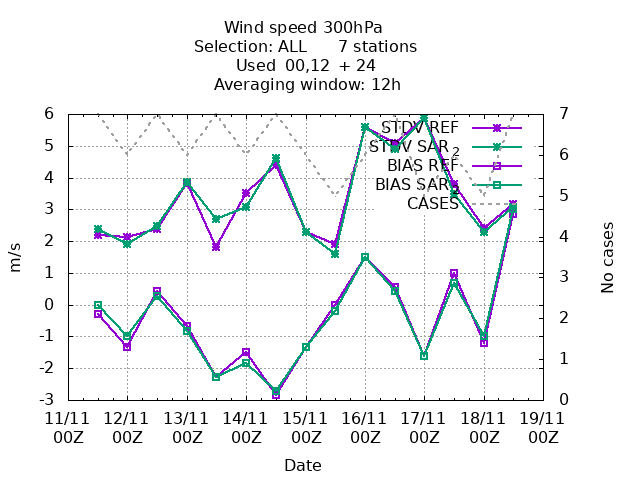 Wind speed 300hPa
Selection: ALL 7 stations
Used 00,12 + 24
Averaging window: 12h
6
5
4
3
2
1
0
-1
-2
-3
m/s
7
6
5
4
3
2
1
0
No cases
STDV REF
STDV SAR 2
BIAS REF
BIAS SAR 2
CASES
11/11 12/11 13/11 14/11 15/11 16/11 17/11 18/11 19/11
00Z 00Z 00Z 00Z 00Z 00Z 00Z 00Z 00Z
Date